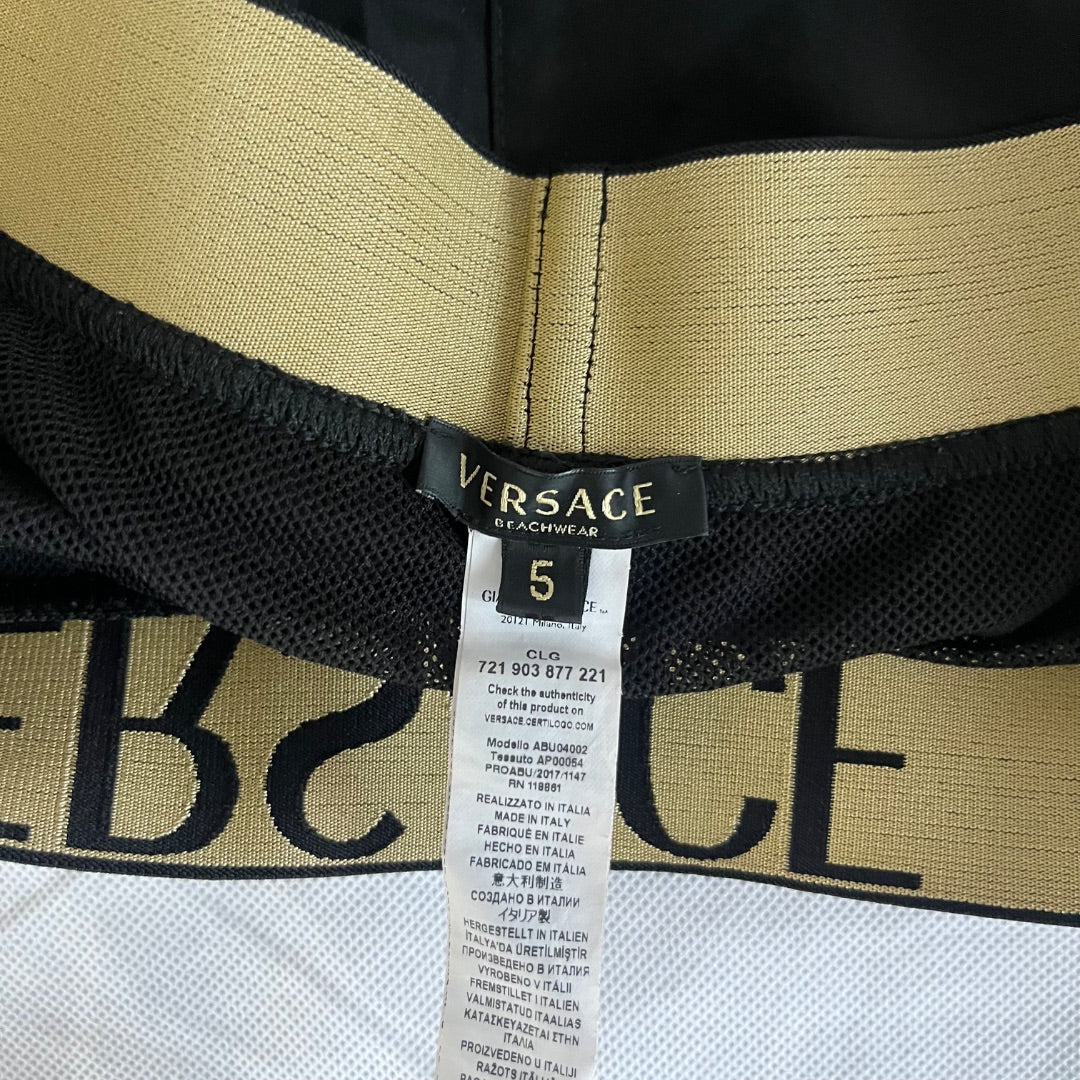 VERSACE
BEACHWEAR
5
20121 Milano, Italy
CLG
721 903 877 221
Check the authenticity
of this product on
VERSACE.CERTILOGO.COM
Modello ABU04002
Tessuto AP00054
PROABU/2017/1147
RN 118861
REALIZZATO IN ITALIA
MADE IN ITALY
FABRIQUÉ EN ITALIE
HECHO EN ITALIA
FABRICADO EM ITÁLIA
意大利制造
СОЗДАНО В ИТАЛИИ
イタリア製
HERGESTELLT IN ITALIEN
İTALYA'DA ÜRETİLMİŞTİR
ПРОИЗВЕДЕНО В ИТАЛИЯ
VYROBENO V ITÁLII
FREMSTILLET I ITALIEN
VALMISTATUD ITAALIAS
ΚΑΤΑΣΚΕΥΑΖΕΤΑΙ ΣΤΗΝ
ΙΤΑΛΙΑ
PROIZVEDENO U ITALIJI
RAŽOTS ITĀLIJĀ